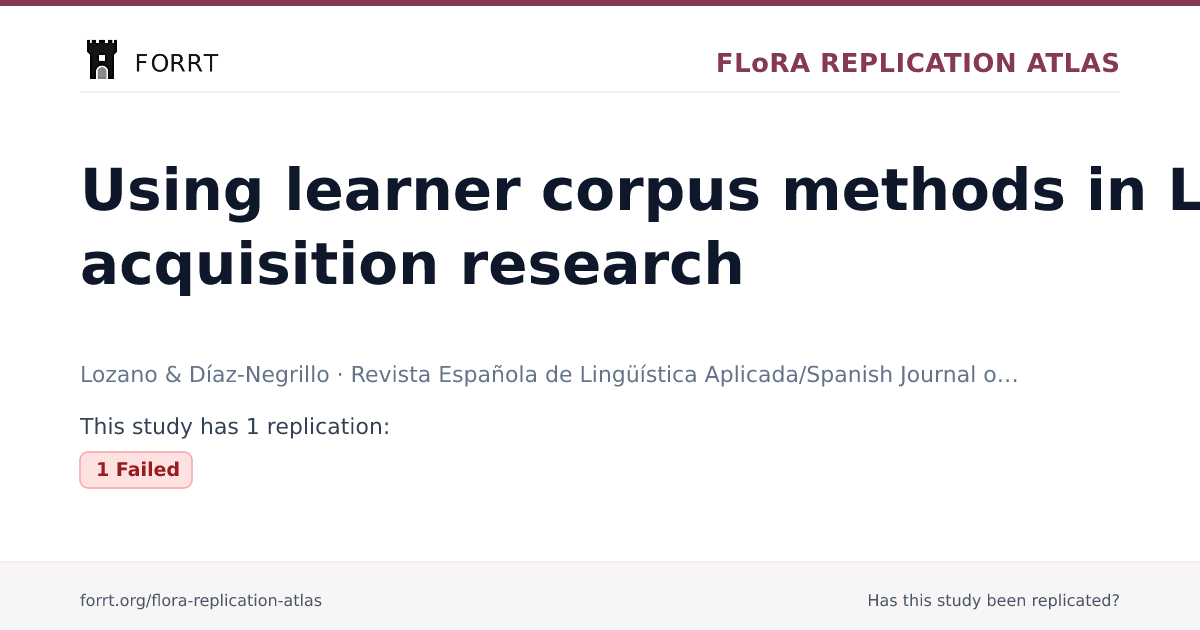 FORRT
FLoRA REPLICATION ATLAS
Using learner corpus methods in L
acquisition research
Lozano & Díaz-Negrillo · Revista Española de Lingüística Aplicada/Spanish Journal o…
This study has 1 replication:
1 Failed
forrt.org/flora-replication-atlas
Has this study been replicated?